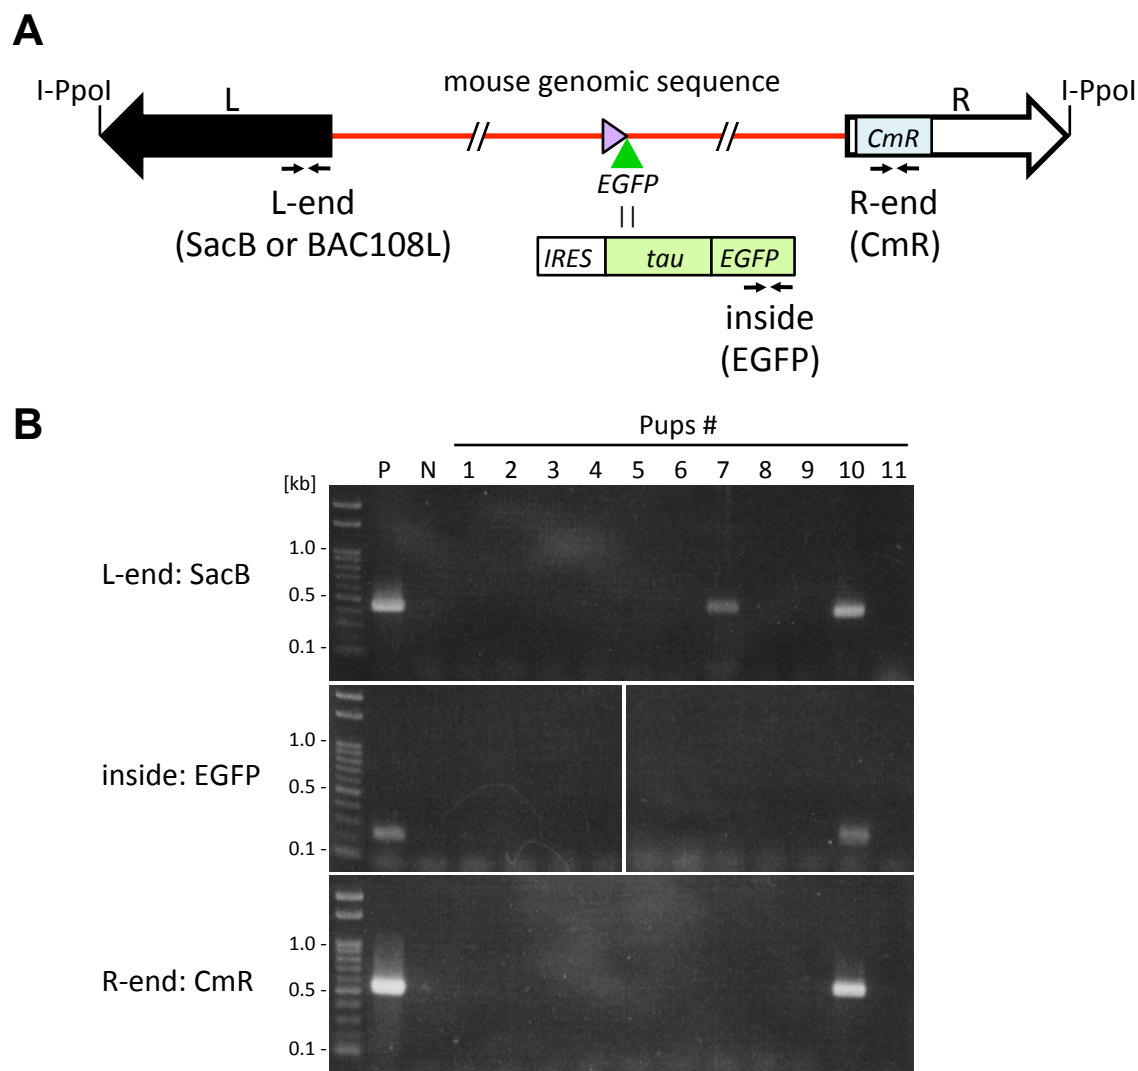 A
mouse genomic sequence
I-PpoI
L
R
I-PpoI
CmR
EGFP
L-end
(SacB or BAC108L)
R-end
(CmR)
IRES tau EGFP
inside
(EGFP)
B
Pups #
P N 1 2 3 4 5 6 7 8 9 10 11
[kb]
L-end: SacB
1.0 -
0.5 -
0.1 -
inside: EGFP
1.0 -
0.5 -
0.1 -
R-end: CmR
1.0 -
0.5 -
0.1 -